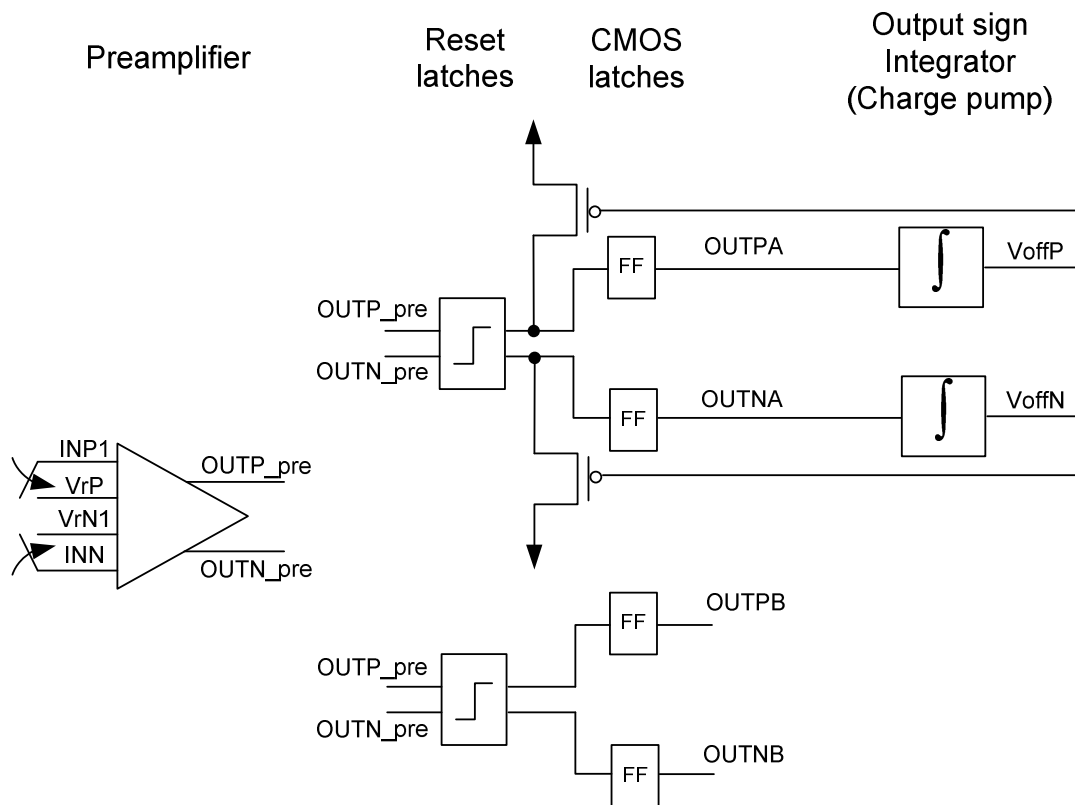 Preamplifier
Reset
latches
CMOS
latches
Output sign
Integrator
(Charge pump)
FF
OUTPA
∫
VoffP
OUTP_pre
OUTN_pre
FF
OUTNA
∫
VoffN
INP1
VrP
VrN1
INN
OUTP_pre
OUTN_pre
FF
OUTPB
OUTP_pre
OUTN_pre
FF
OUTNB